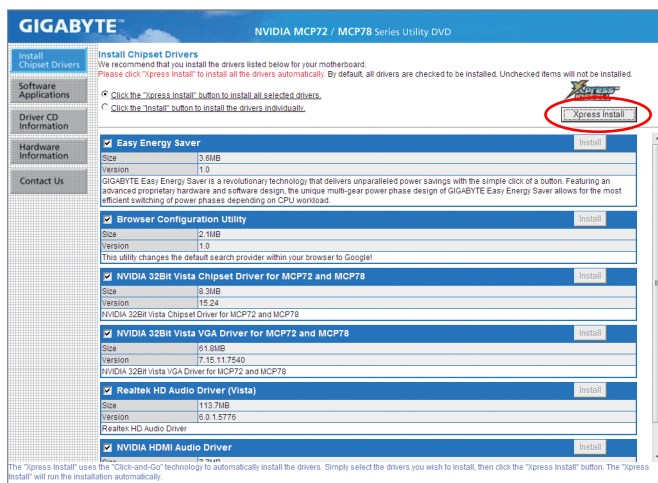 GIGABYTE™
NVIDIA MCP72 / MCP78 Series Utility DVD
Install
Chipset Drivers
Software
Applications
Driver CD
Information
Hardware
Information
Contact Us
Install Chipset Drivers
We recommend that you install the drivers listed below for your motherboard.
Please click "Xpress Install" to install all the drivers automatically. By default, all drivers are checked to be installed. Unchecked items will not be installed.
Click the "Xpress Install" button to install all selected drivers.
Click the "Install" button to install the drivers individually.
Xpress
Xpress Install
Easy Energy Saver Install
Size 3.6MB
Version 1.0
GIGABYTE Easy Energy Saver is a revolutionary technology that delivers unparalleled power savings with the simple click of a button. Featuring an
advanced proprietary hardware and software design, the unique multi-gear power phase design of GIGABYTE Easy Energy Saver allows for the most
efficient switching of power phases depending on CPU workload.
Browser Configuration Utility Install
Size 2.1MB
Version 1.0
This utility changes the default search provider within your browser to Google!
NVIDIA 32Bit Vista Chipset Driver for MCP72 and MCP78 Install
Size 8.3MB
Version 15.24
NVIDIA 32Bit Vista Chipset Driver for MCP72 and MCP78
NVIDIA 32Bit Vista VGA Driver for MCP72 and MCP78 Install
Size 61.8MB
Version 7.15.11.7540
NVIDIA 32Bit Vista VGA Driver for MCP72 and MCP78
Realtek HD Audio Driver (Vista) Install
Size 113.7MB
Version 6.0.1.5776
Realtek HD Audio Driver
NVIDIA HDMI Audio Driver Install
Size 7.7MB
The "Xpress Install" uses the "Click-and-Go" technology to automatically install the drivers. Simply select the drivers you wish to install, then click the "Xpress Install" button. The "Xpress
Install" will run the installation automatically.